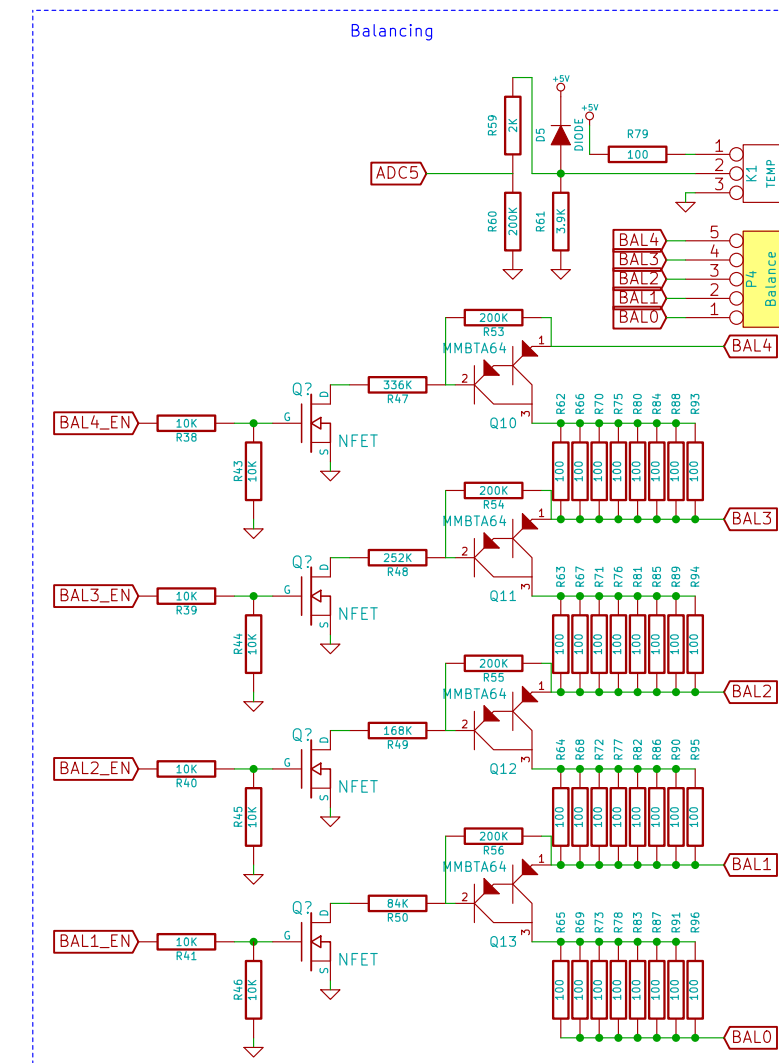 Balancing
+5V
+5V
R59
2K
D5
DIODE
R79
100
1
2
3
K1
TEMP
ADC5
R60
200K
R61
3.9K
BAL4
BAL3
BAL2
BAL1
BAL0
5
4
3
2
1
P4
Balance
200K
R53
MMBTA64
1
BAL4
Q?
D
336K
R47
2
3
Q10
R62
R66
R70
R75
R80
R84
R88
R93
BAL4_EN
10K
R38
G
S
NFET
R43
10K
100
100
100
100
100
100
100
100
200K
R54
MMBTA64
1
BAL3
Q?
D
252K
R48
2
3
Q11
R63
R67
R71
R76
R81
R85
R89
R94
BAL3_EN
10K
R39
G
S
NFET
R44
10K
100
100
100
100
100
100
100
100
200K
R55
MMBTA64
1
BAL2
Q?
D
168K
R49
2
3
Q12
R64
R68
R72
R77
R82
R86
R90
R95
BAL2_EN
10K
R40
G
S
NFET
R45
10K
100
100
100
100
100
100
100
100
200K
R56
MMBTA64
1
BAL1
Q?
D
84K
R50
2
3
Q13
R65
R69
R73
R78
R83
R87
R91
R96
BAL1_EN
10K
R41
G
S
NFET
R46
10K
100
100
100
100
100
100
100
100
BAL0